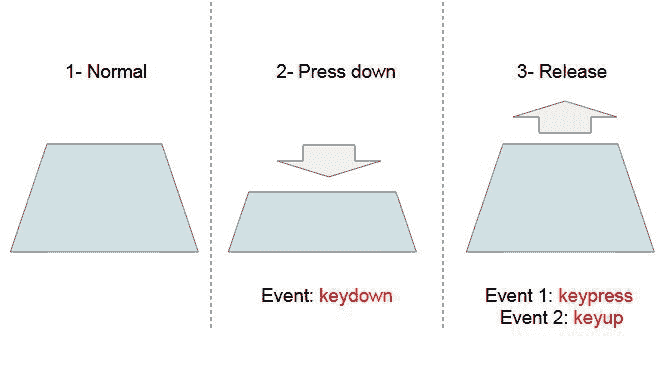 1- Normal
2- Press down
3- Release
Event: keydown
Event 1: keypress
Event 2: keyup